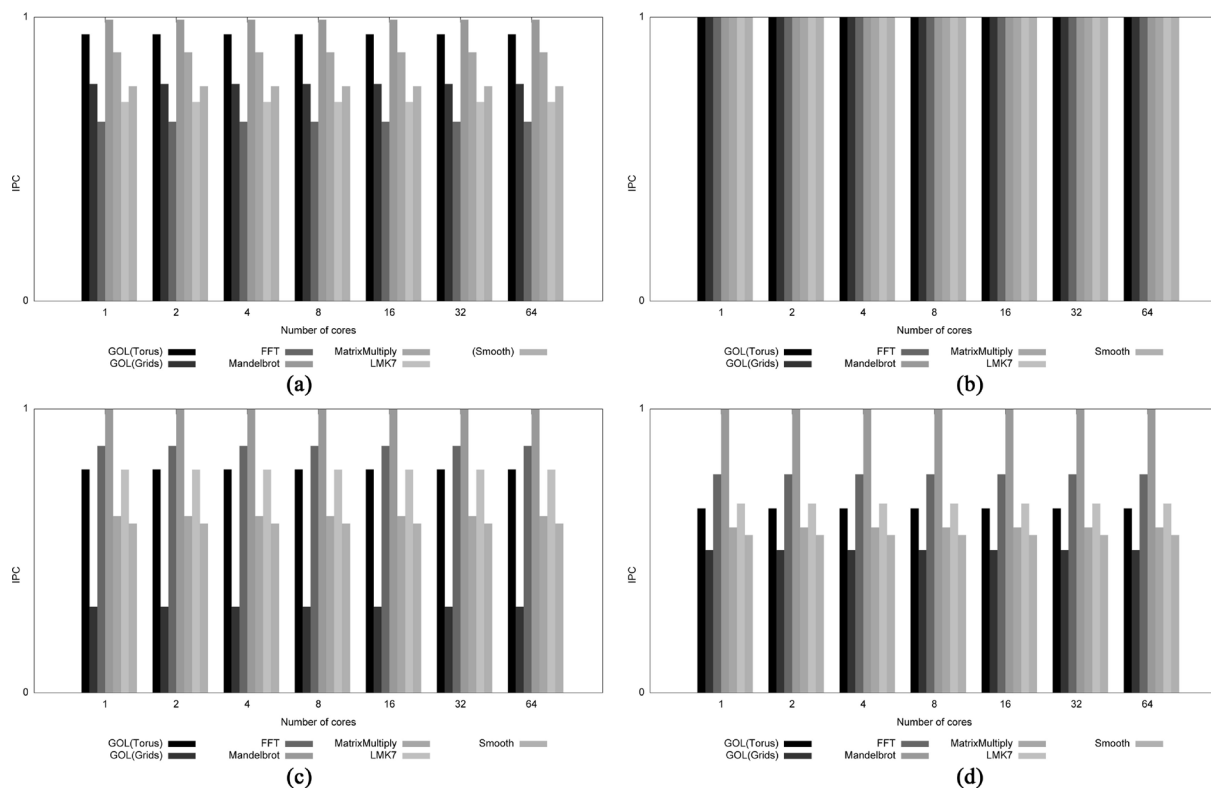 1
IPC
0
1 2 4 8 16 32 64
Number of cores
GOL(Torus) FFT MatrixMultiply (Smooth)
GOL(Grids) Mandelbrot LMK7
(a)
1
IPC
0
1 2 4 8 16 32 64
Number of cores
GOL(Torus) FFT MatrixMultiply Smooth
GOL(Grids) Mandelbrot LMK7
(b)
1
IPC
0
1 2 4 8 16 32 64
Number of cores
GOL(Torus) FFT MatrixMultiply Smooth
GOL(Grids) Mandelbrot LMK7
(c)
1
IPC
0
1 2 4 8 16 32 64
Number of cores
GOL(Torus) FFT MatrixMultiply Smooth
GOL(Grids) Mandelbrot LMK7
(d)